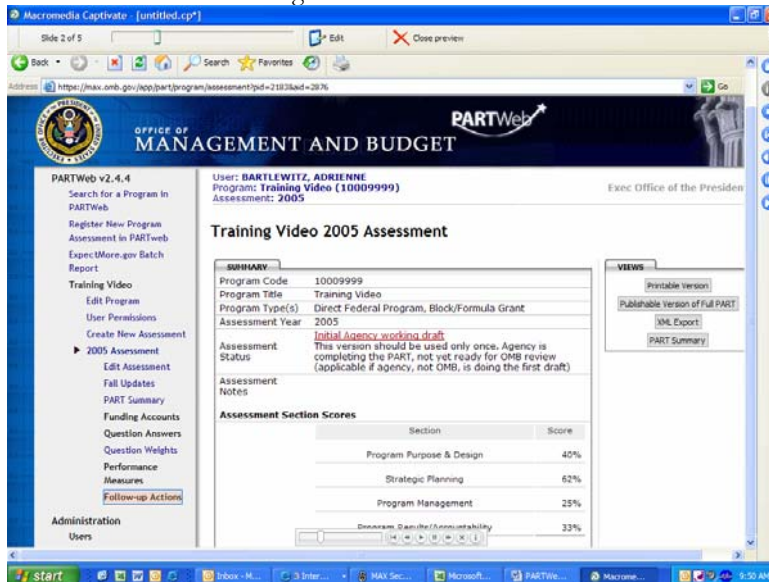 Macromedia Captivate - [untitled.cp*]
Slide 2 of 5
Edit
Close preview
Back
Search
Favorites
Address
https://max.omb.gov/app/part/program/assessment?pid=2183&aid=2876
Go
OFFICE OF
MANAGEMENT AND BUDGET
PARTWeb
PARTWeb v2.4.4
Search for a Program in
PARTWeb
Register New Program
Assessment in PARTweb
ExpectMore.gov Batch
Report
Training Video
Edit Program
User Permissions
Create New Assessment
2005 Assessment
Edit Assessment
Fall Updates
PART Summary
Funding Accounts
Question Answers
Question Weights
Performance
Measures
Follow-up Actions
Administration
Users
User: BARTLEWITZ, ADRIENNE
Program: Training Video (10009999)
Assessment: 2005
Exec Office of the Presiden
Training Video 2005 Assessment
SUMMARY
Program Code 10009999
Program Title Training Video
Program Type(s) Direct Federal Program, Block/Formula Grant
Assessment Year 2005
Assessment Status
Initial Agency working draft
This version should be used only once. Agency is
completing the PART, not yet ready for OMB review
(applicable if agency, not OMB, is doing the first draft)
Assessment
Notes
Assessment Section Scores
Section Score
Program Purpose & Design 40%
Strategic Planning 62%
Program Management 25%
Program Results/Accountability 33%
VIEWS
Printable Version
Publishable Version of Full PART
XML Export
PART Summary
start
Inbox - M...
3 Inter...
MAX Sec...
Microsoft...
PARTWe...
Macrome...
9:50 AM